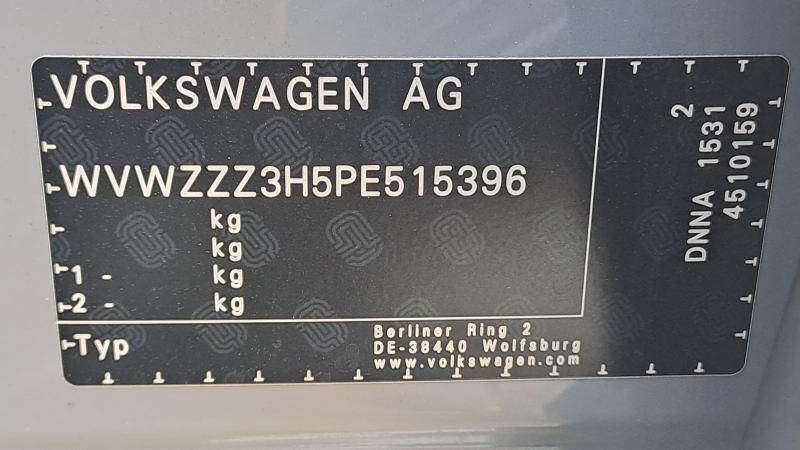 VOLKSWAGEN AG
WVWZZZ3H5PE515396
kg
kg
1 - kg
2 - kg
Typ
Berliner Ring 2
DE-38440 Wolfsburg
www.volkswagen.com
2
DNNA 1531
4510159